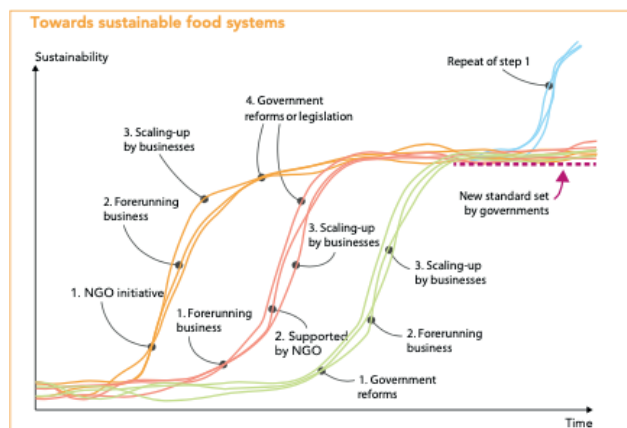 Towards sustainable food systems
Sustainability
Repeat of step 1
4. Government
reforms or legislation
3. Scaling-up
by businesses
2. Forerunning
business
New standard set
by governments
3. Scaling-up
by businesses
3. Scaling-up
by businesses
1. NGO initiative
1. Forerunning
business
2. Supported
by NGO
2. Forerunning
business
1. Government
reforms
Time